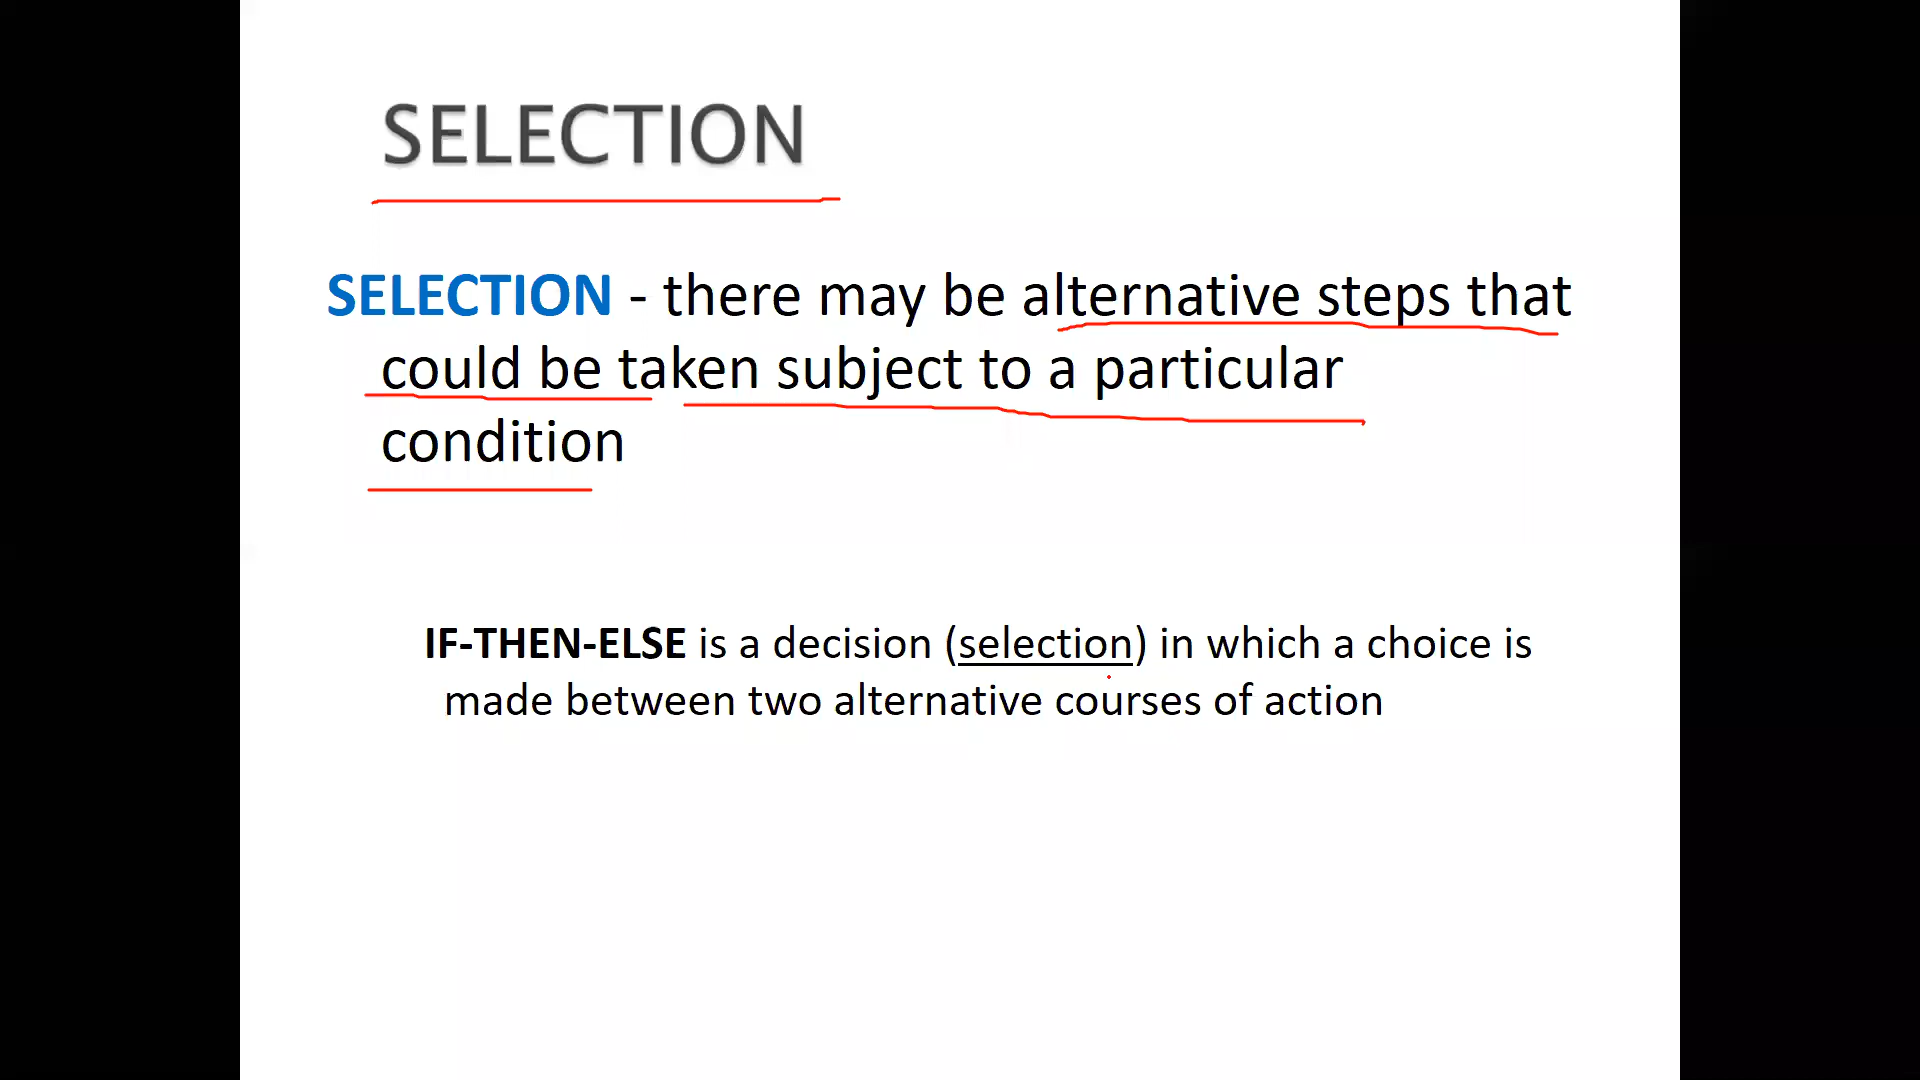 SELECTION
SELECTION - there may be alternative steps that
could be taken subject to a particular
condition
IF-THEN-ELSE is a decision (selection) in which a choice is
made between two alternative courses of action